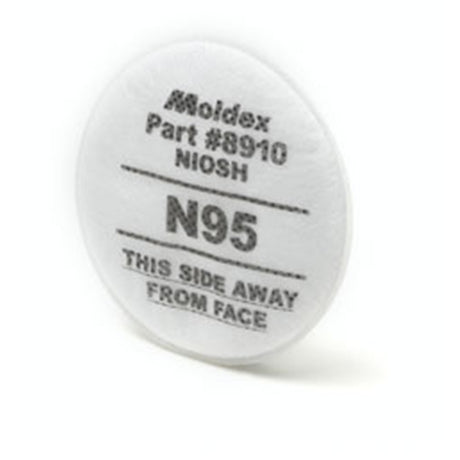 Moldex
Part #8910
NIOSH
N95
THIS SIDE AWAY
FROM FACE